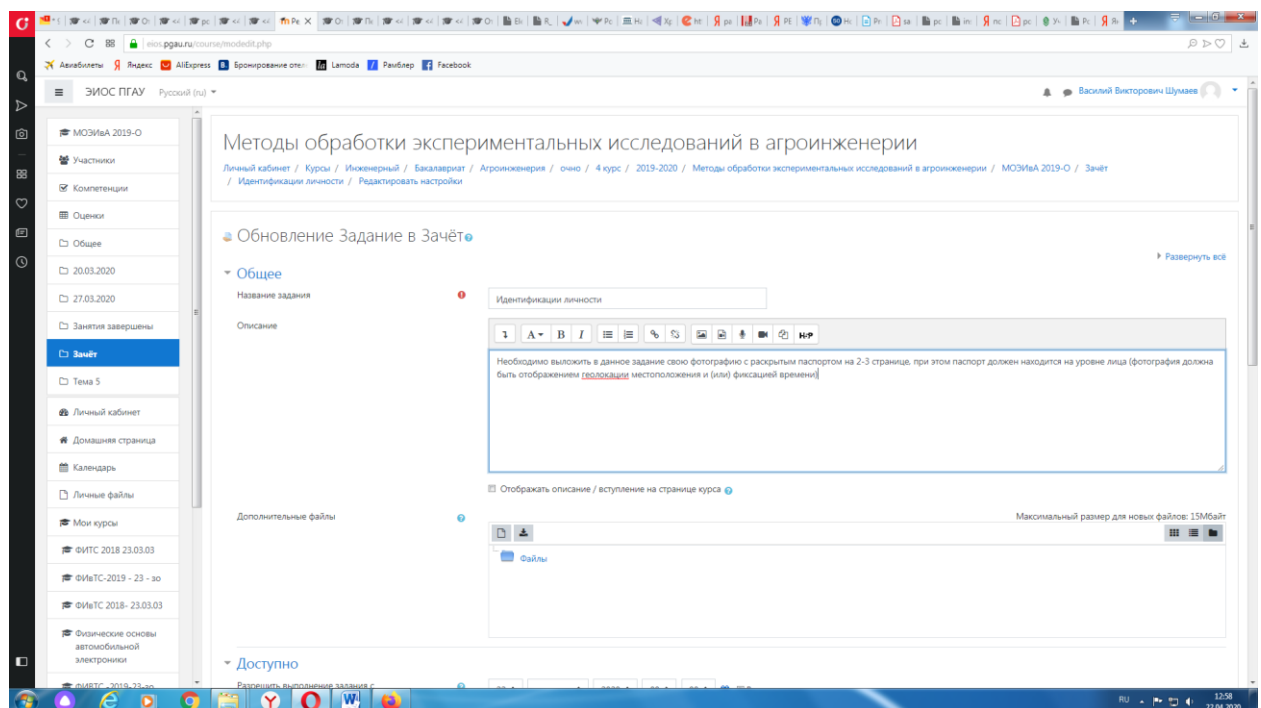 eios.pgau.ru/course/modedit.php
Авиабилеты Яндекс AliExpress Бронирование отел Lamoda Рамблер Facebook
ЭИОС ПГАУ Русский (ru)
Василий Викторович Шумаев
МОЭИвА 2019-О
Участники
Компетенции
Оценки
Общее
20.03.2020
27.03.2020
Занятия завершены
Зачёт
Тема 5
Личный кабинет
Домашняя страница
Календарь
Личные файлы
Мои курсы
ФИТС 2018 23.03.03
ФИвТС-2019 - 23 - зо
ФИвТС 2018- 23.03.03
Физические основы
автомобильной
электроники
Методы обработки экспериментальных исследований в агроинженерии
Личный кабинет / Курсы / Инженерный / Бакалавриат / Агроинженерия / очно / 4 курс / 2019-2020 / Методы обработки экспериментальных исследований в агроинженерии / МОЭИвА 2019-О / Зачёт
/ Идентификации личности / Редактировать настройки
Обновление Задание в Зачёт
Развернуть всё
Общее
Название задания
Идентификации личности
Описание
Необходимо выложить в данное задание свою фотографию с раскрытым паспортом на 2-3 странице, при этом паспорт должен находится на уровне лица (фотография должна
быть отображением геолокации местоположения и (или) фиксацией времени)
Отображать описание / вступление на странице курса
Дополнительные файлы
Максимальный размер для новых файлов: 15Мбайт
Файлы
Доступно
Разрешить выполнение задания с
RU
12:58
22.04.2020